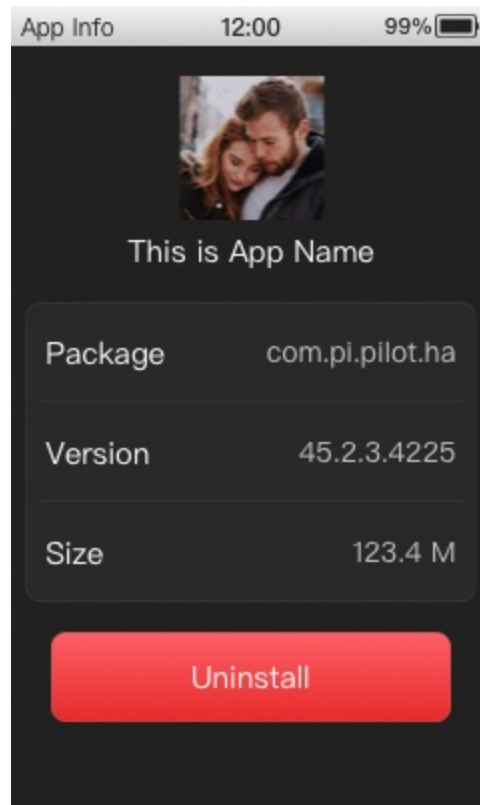 App Info 12:00 99%
This is App Name
Package com.pi.pilot.ha
Version 45.2.3.4225
Size 123.4 M
Uninstall